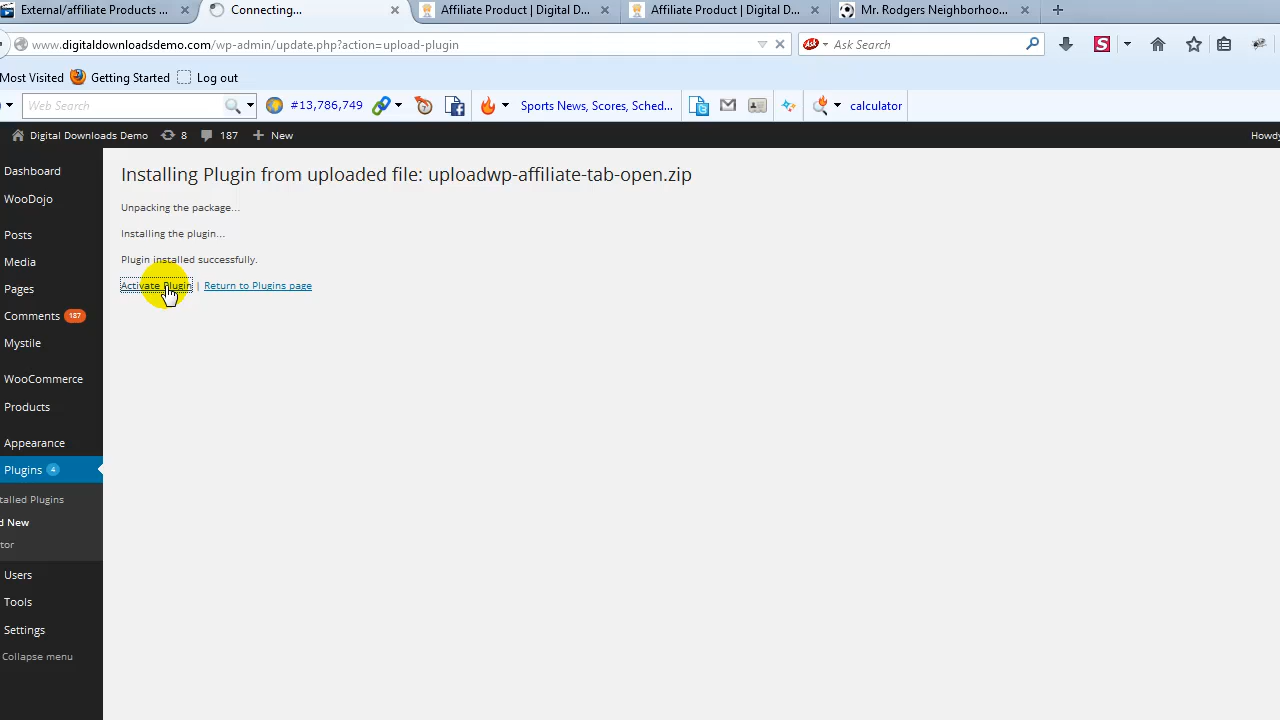 External/affiliate Products ...
Connecting...
Affiliate Product | Digital D...
Affiliate Product | Digital D...
Mr. Rodgers Neighborhoo...
www.digitaldownloadsdemo.com/wp-admin/update.php?action=upload-plugin
Ask Search
S
Most Visited
Getting Started
Log out
Web Search
#13,786,749
Sports News, Scores, Sched...
calculator
Digital Downloads Demo
8
187
New
Howdy
Dashboard
WooDojo
Posts
Media
Pages
Comments 187
Mystile
WooCommerce
Products
Appearance
Plugins 4
talled Plugins
d New
tor
Users
Tools
Settings
Collapse menu
Installing Plugin from uploaded file: uploadwp-affiliate-tab-open.zip
Unpacking the package...
Installing the plugin...
Plugin installed successfully.
Activate Plugin | Return to Plugins page